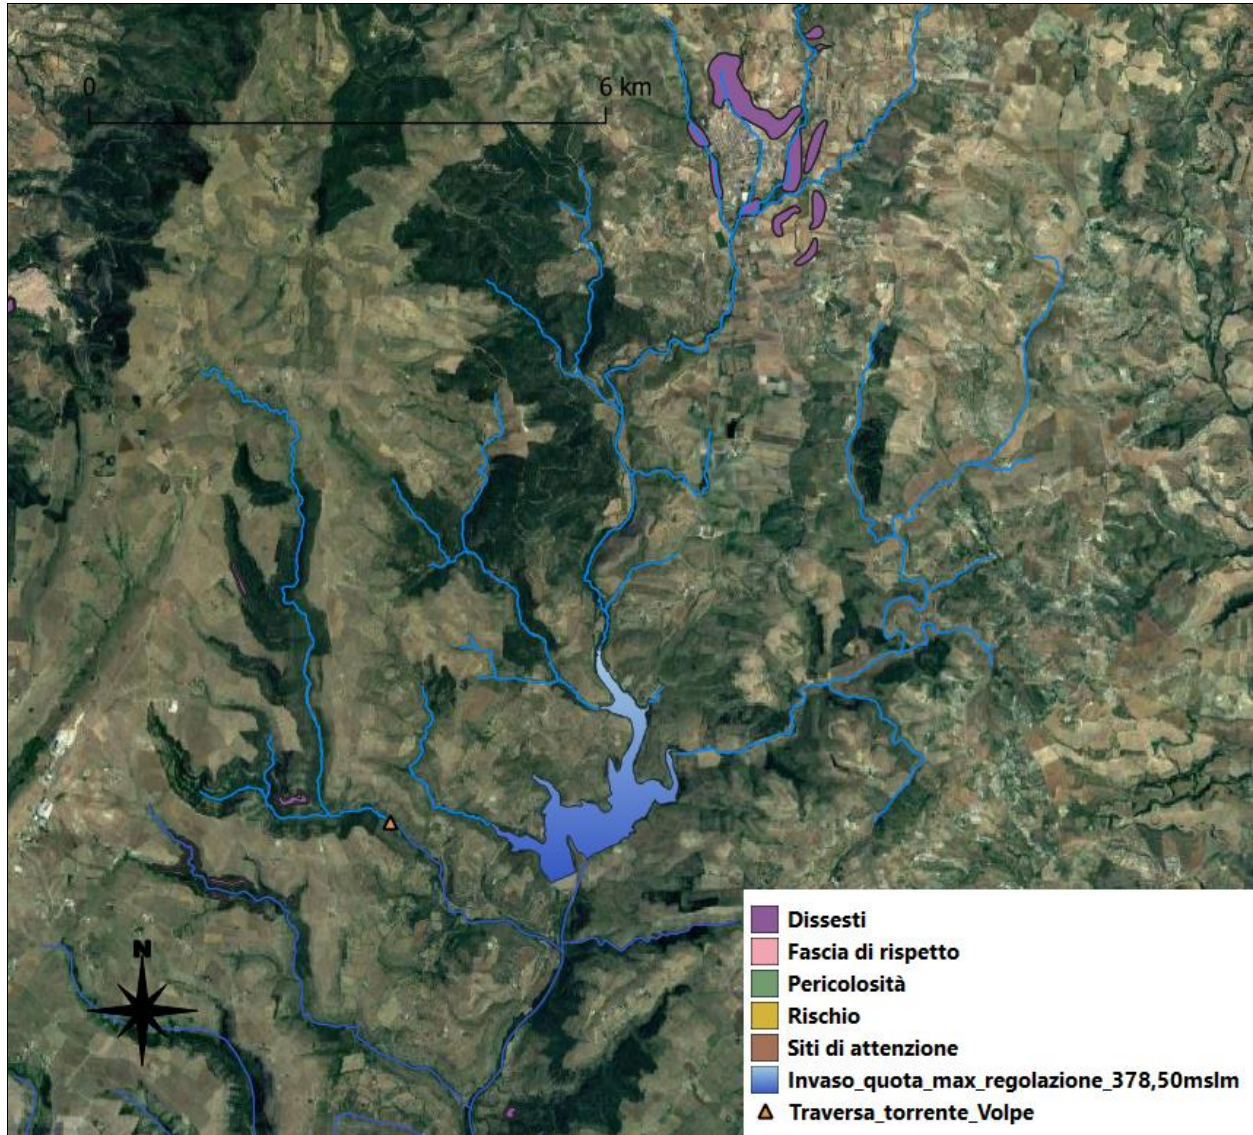 0
6 km
N
Dissesti
Fascia di rispetto
Pericolosità
Rischio
Siti di attenzione
Invaso_quota_max_regolazione_378,50mslm
Traversa_torrente_Volpe